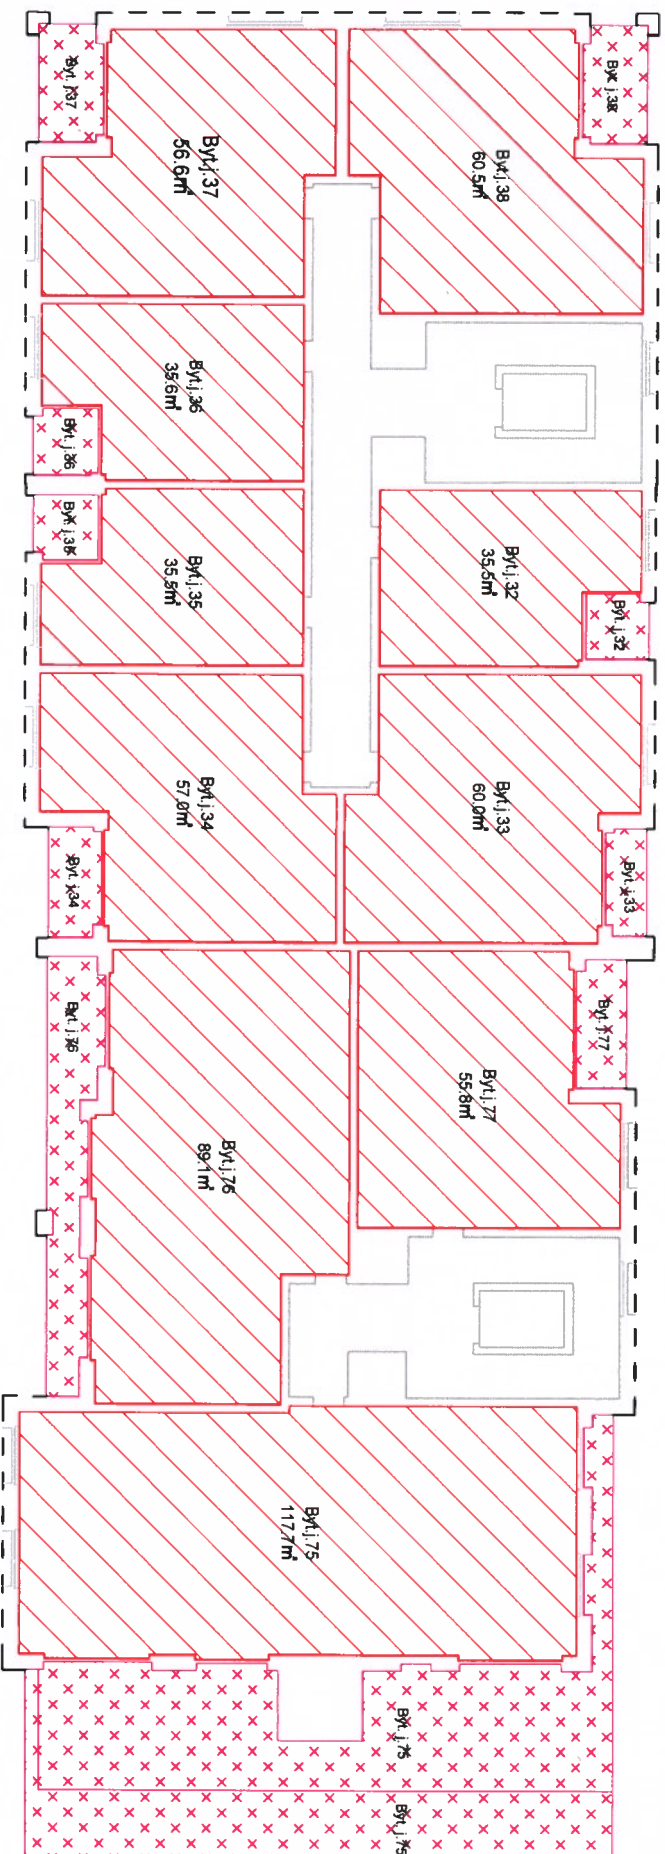 Byt. j.37
Byt.j.37
56.6m²
Byt.j.38
60.5m²
Byt. j.38
Byt.j.36
35.6m²
Byt. j.36
Byt. j.35
Byt.j.35
35.5m²
Byt.j.32
35.5m²
Byt. j.32
Byt.j.34
57.0m²
Byt. j.34
Byt.j.33
60.0m²
Byt. j.33
Byt. j.76
Byt.j.76
89.1m²
Byt.j.77
55.8m²
Byt. j.77
Byt.j.75
117.7m²
Byt. j.75
Byt. j.75